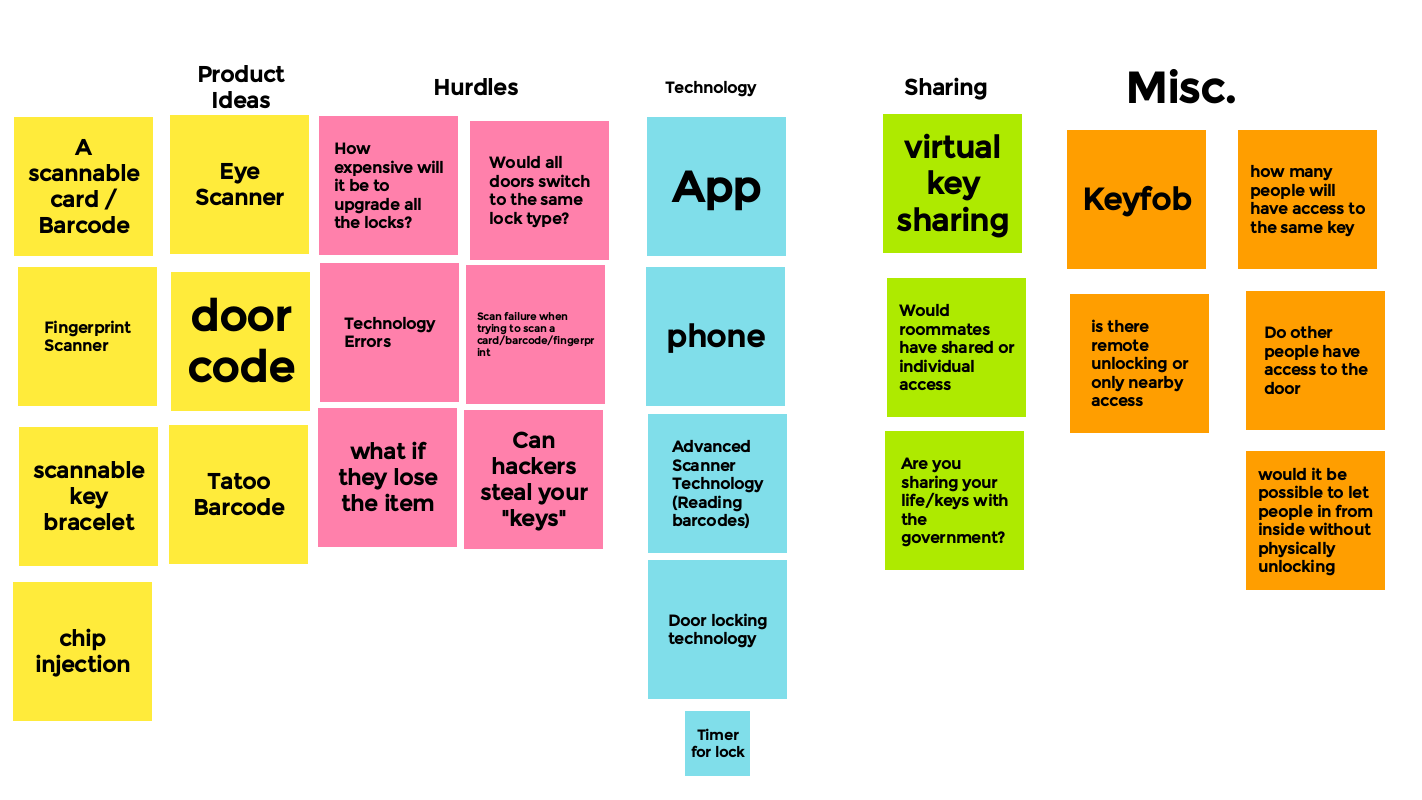 Product
Ideas
A
scannable
card /
Barcode
Eye
Scanner
Fingerprint
Scanner
door
code
scannable
key
bracelet
Tatoo
Barcode
chip
injection
Hurdles
How
expensive will
it be to
upgrade all
the locks?
Would all
doors switch
to the same
lock type?
Technology
Errors
Scan failure when
trying to scan a
card/barcode/fingerpr
int
what if
they lose
the item
Can
hackers
steal your
"keys"
Technology
App
phone
Advanced
Scanner
Technology
(Reading
barcodes)
Door locking
technology
Timer
for lock
Sharing
virtual
key
sharing
Would
roommates
have shared or
individual
access
Are you
sharing your
life/keys with
the
government?
Misc.
Keyfob
how many
people will
have access to
the same key
is there
remote
unlocking or
only nearby
access
Do other
people have
access to the
door
would it be
possible to let
people in from
inside without
physically
unlocking